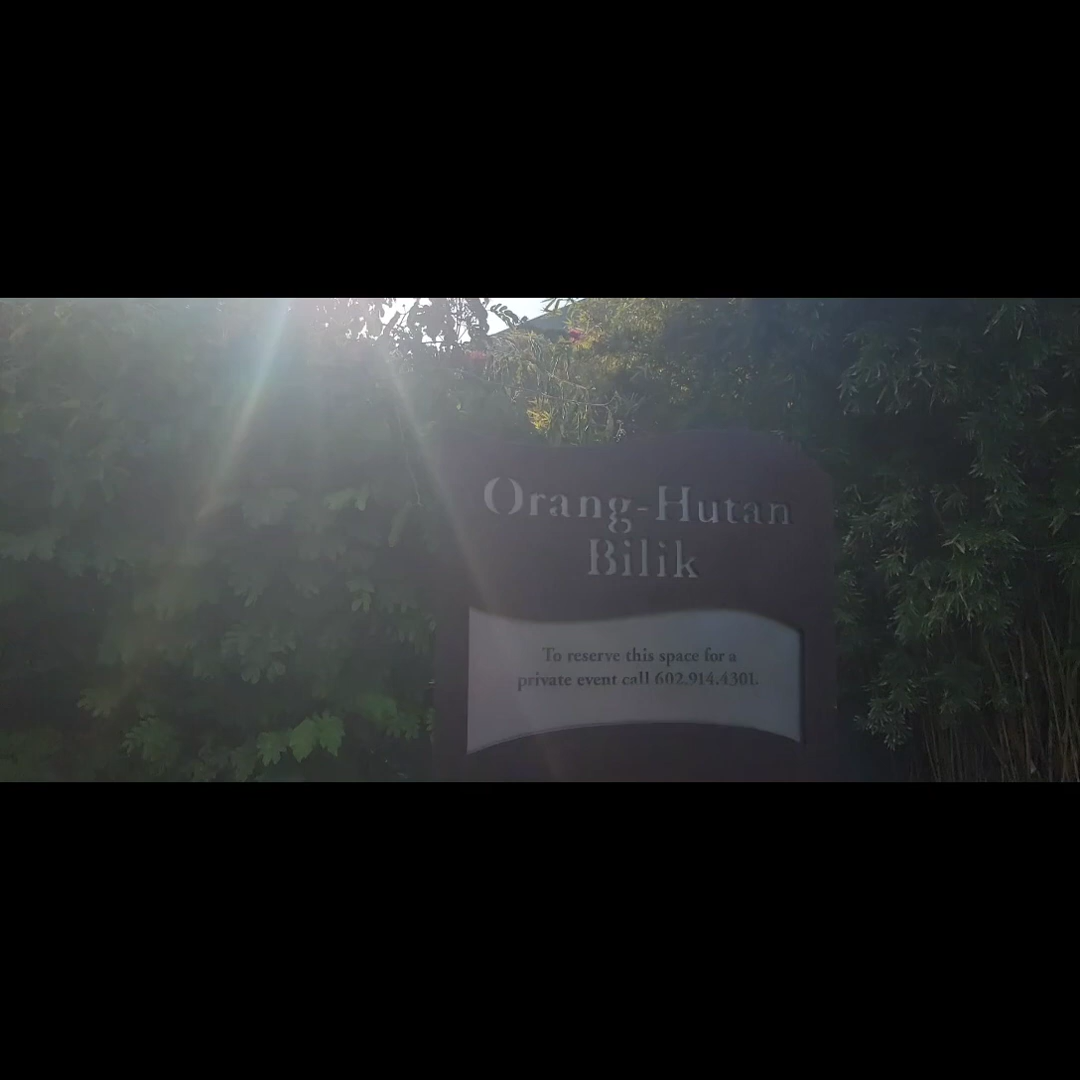 Orang-Hutan
Bilik
To reserve this space for a
private event call 602.914.4301.